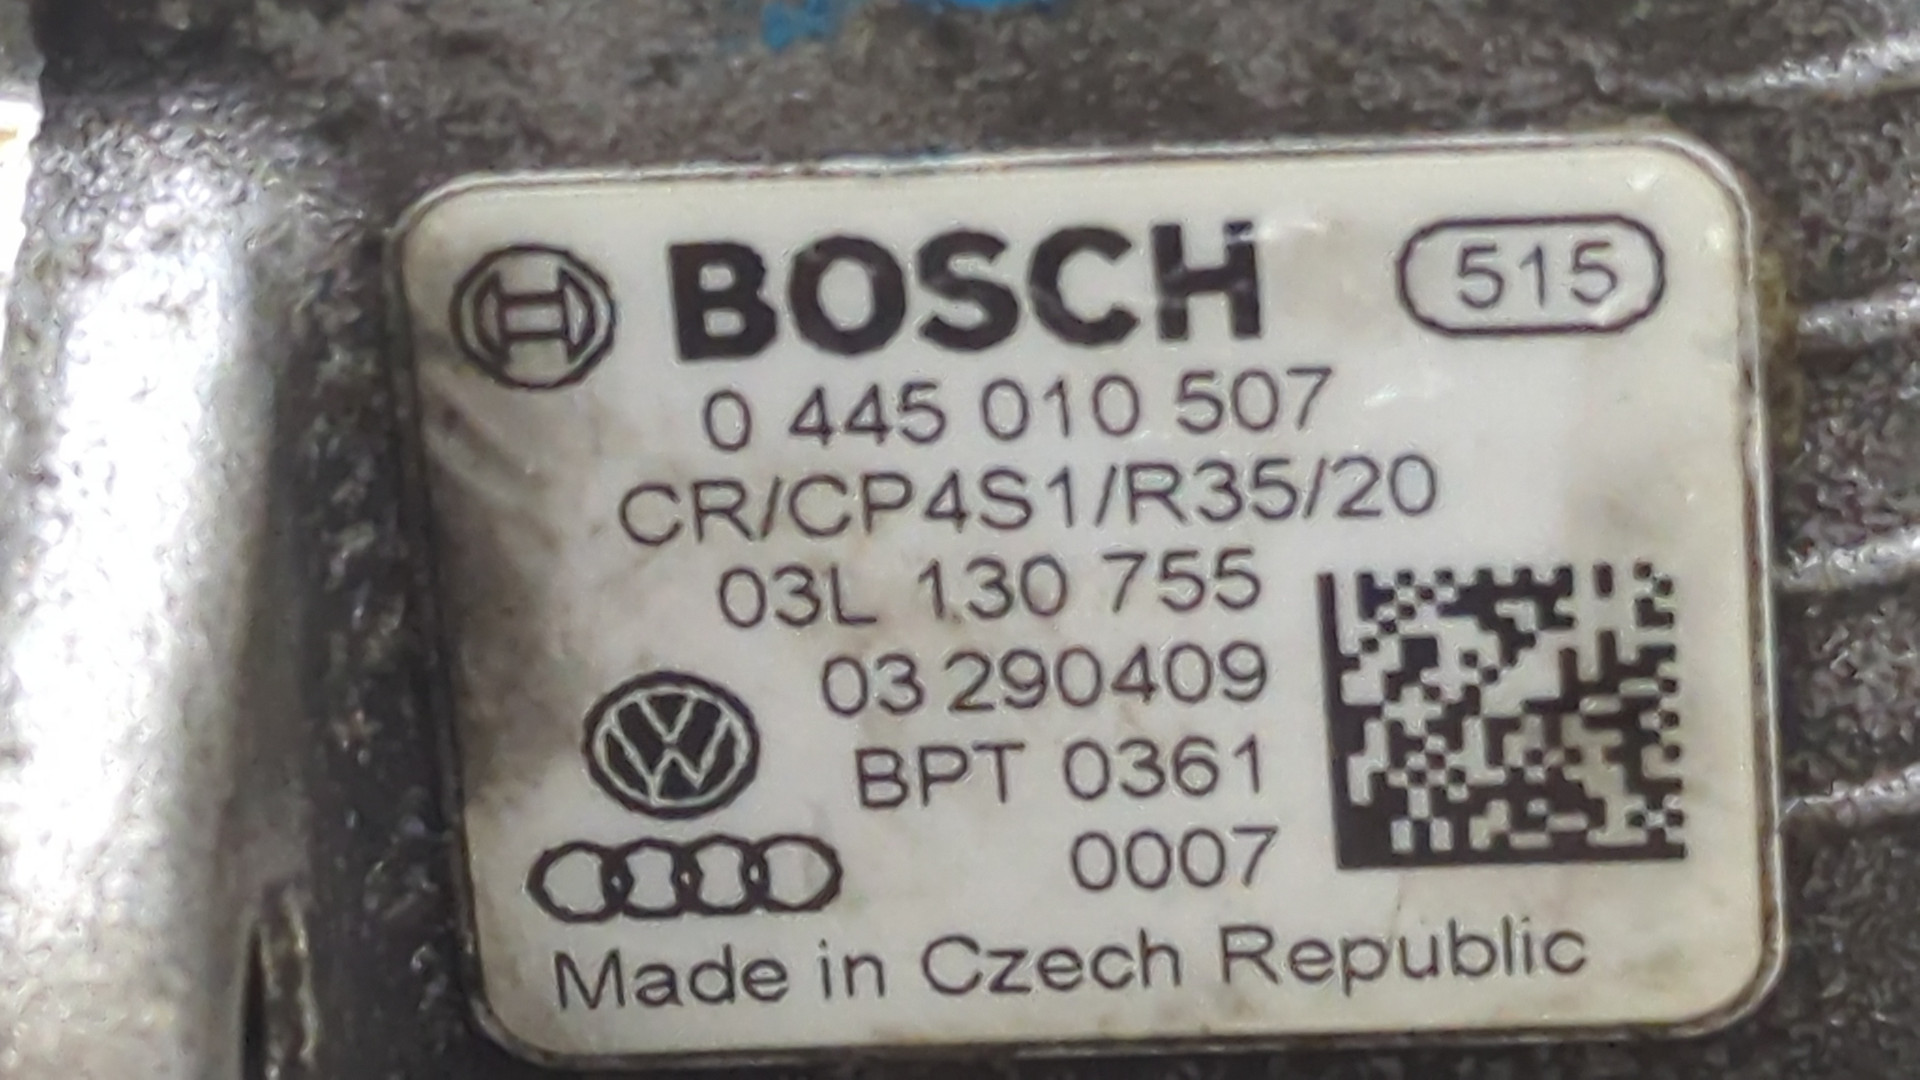 BOSCH 515
0 445 010 507
CR/CP4S1/R35/20
03L 130 755
03 290409
BPT 0361
0007
Made in Czech Republic